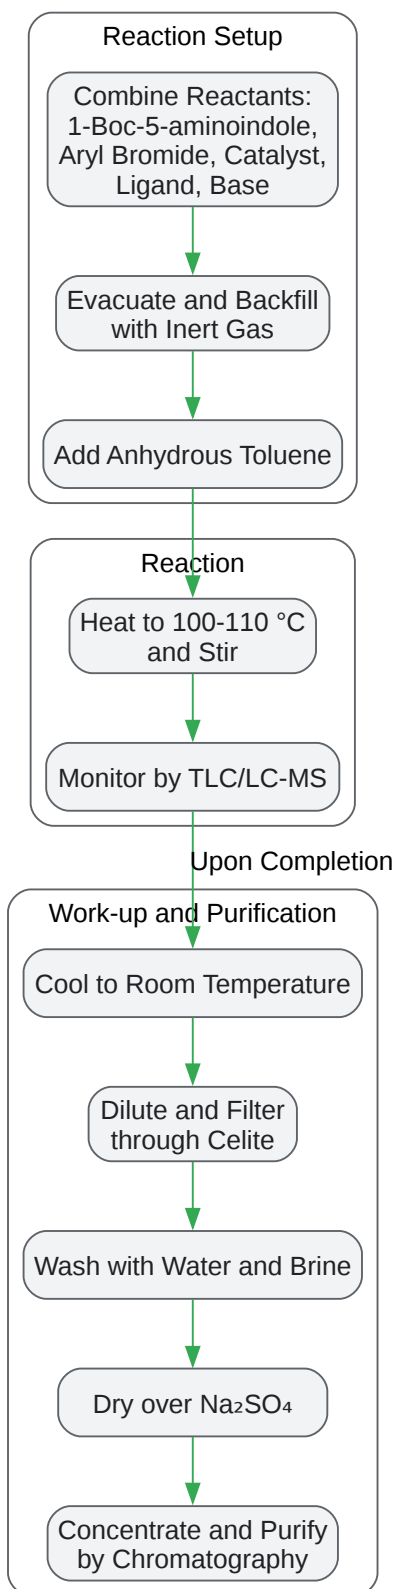 Reaction Setup
Combine Reactants:
1-Boc-5-aminoindole,
Aryl Bromide, Catalyst,
Ligand, Base
Evacuate and Backfill
with Inert Gas
Add Anhydrous Toluene
Reaction
Heat to 100-110 °C
and Stir
Monitor by TLC/LC-MS
Upon Completion
Work-up and Purification
Cool to Room Temperature
Dilute and Filter
through Celite
Wash with Water and Brine
Dry over Na₂SO₄
Concentrate and Purify
by Chromatography